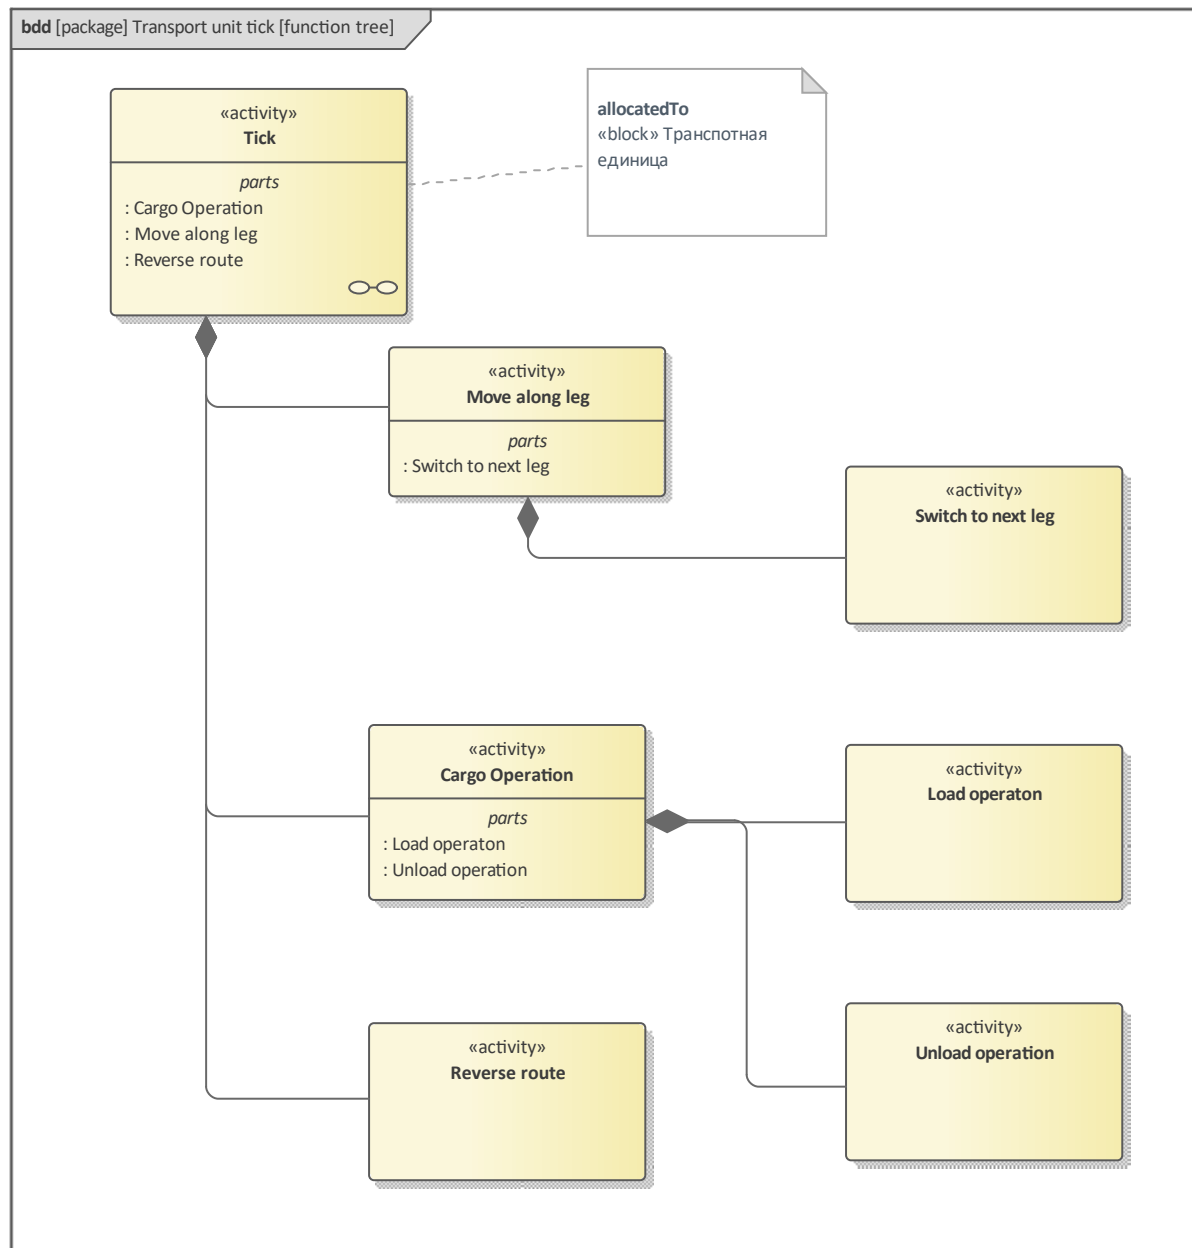 bdd [package] Transport unit tick [function tree]
«activity»
Tick
parts
: Cargo Operation
: Move along leg
: Reverse route
allocatedTo
«block» Транспотная
единица
«activity»
Move along leg
parts
: Switch to next leg
«activity»
Switch to next leg
«activity»
Cargo Operation
parts
: Load operaton
: Unload operation
«activity»
Load operaton
«activity»
Unload operation
«activity»
Reverse route